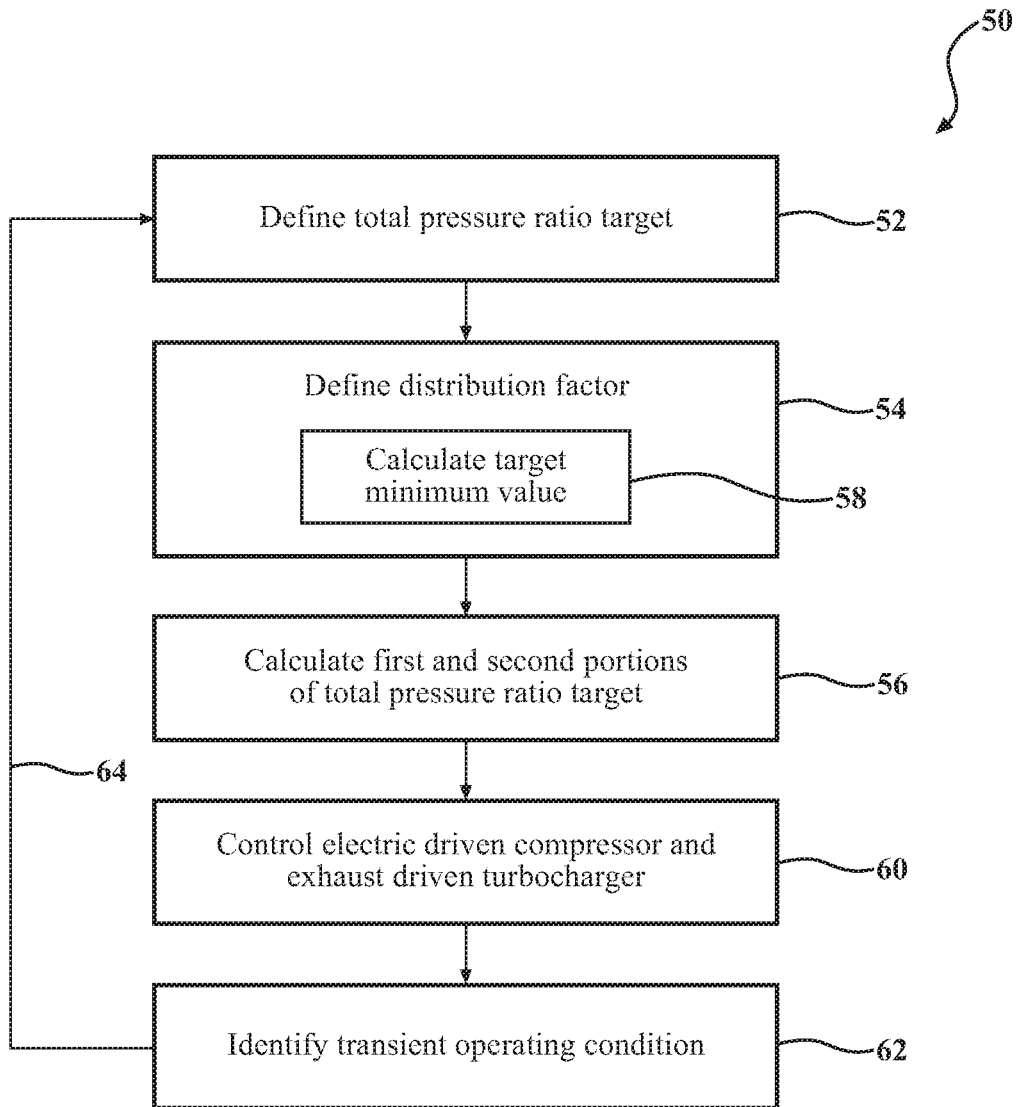 50
Define total pressure ratio target
52
Define distribution factor
54
Calculate target
minimum value
58
Calculate first and second portions
of total pressure ratio target
56
64
Control electric driven compressor and
exhaust driven turbocharger
60
Identify transient operating condition
62